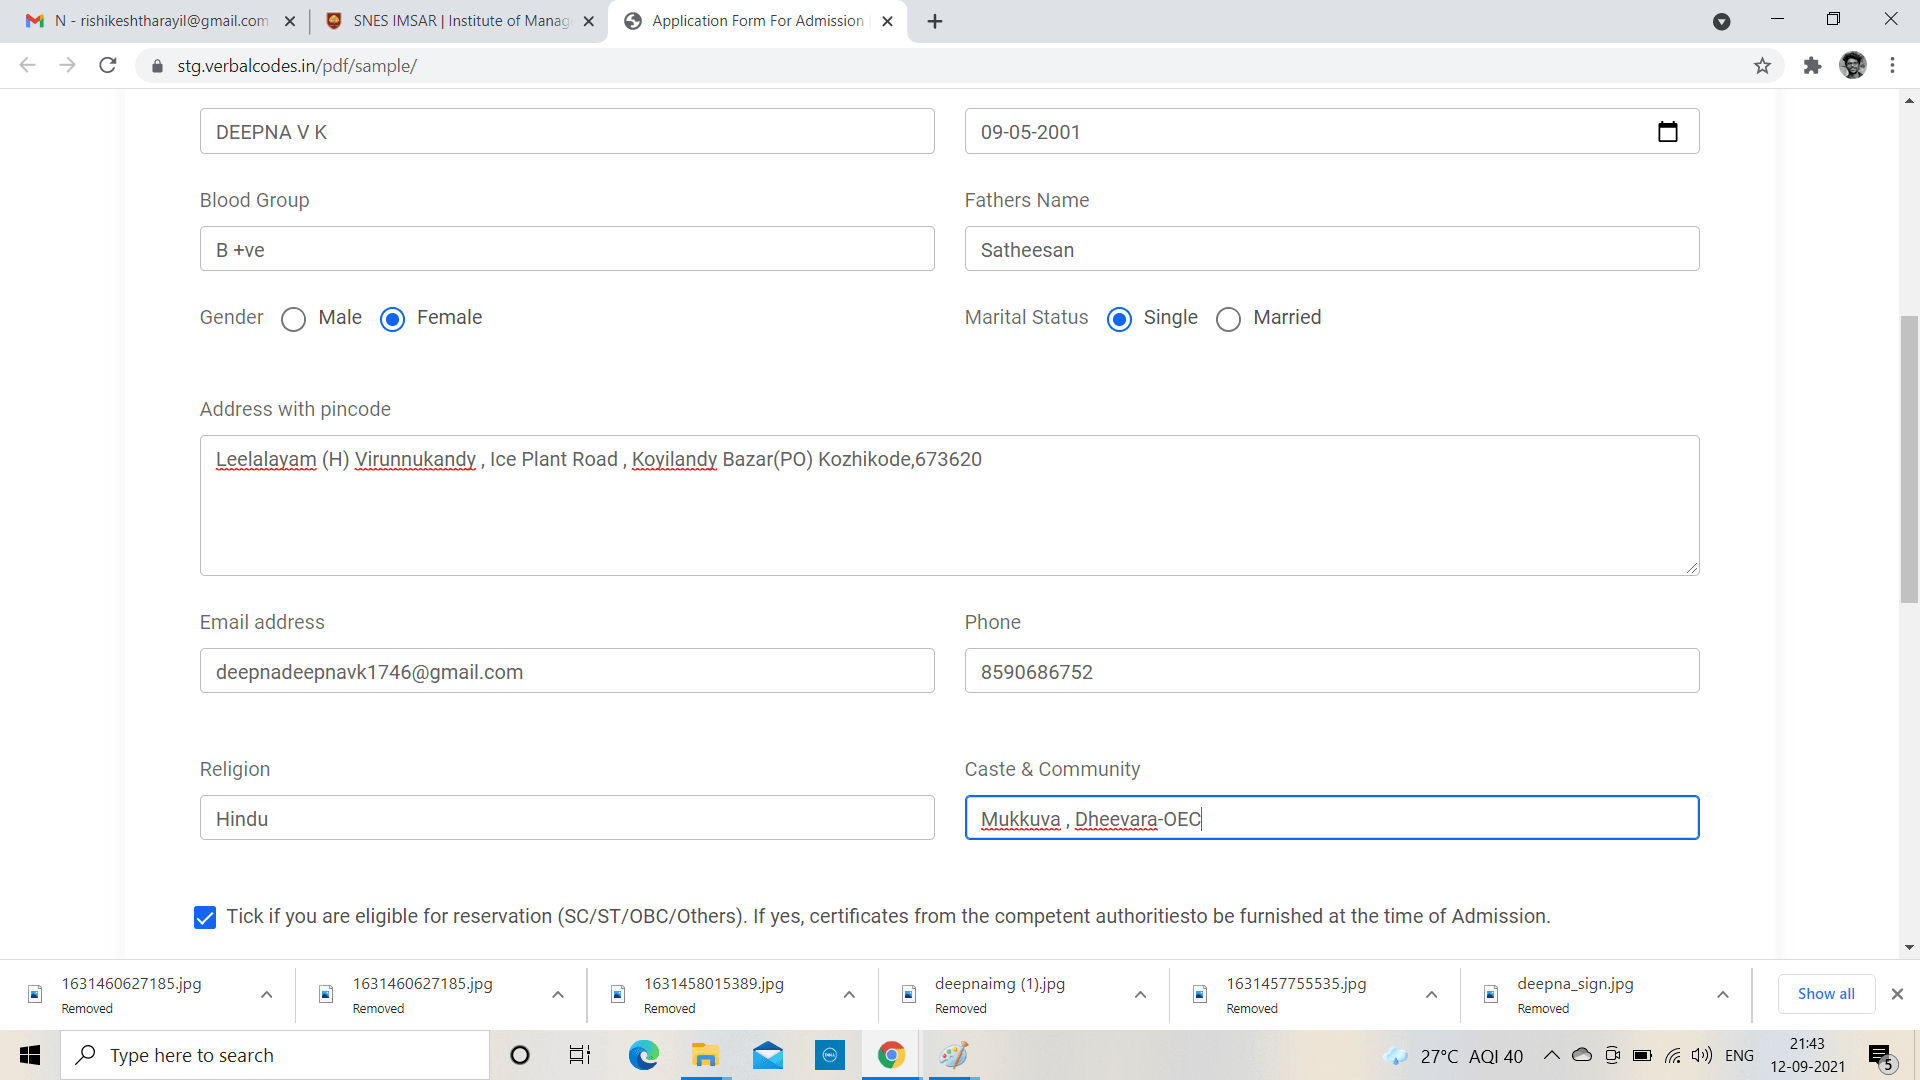 N - rishikeshtharayil@gmail.com
SNES IMSAR | Institute of Manag
Application Form For Admission
stg.verbalcodes.in/pdf/sample/
DEEPNA V K
09-05-2001
Blood Group
Fathers Name
B +ve
Satheesan
Gender Male Female
Marital Status Single Married
Address with pincode
Leelalayam (H) Virunnukandy , Ice Plant Road , Koyilandy Bazar(PO) Kozhikode,673620
Email address
Phone
deepnadeepnavk1746@gmail.com
8590686752
Religion
Caste & Community
Hindu
Mukkuva , Dheevara-OEC
Tick if you are eligible for reservation (SC/ST/OBC/Others). If yes, certificates from the competent authoritiesto be furnished at the time of Admission.
1631460627185.jpg
Removed
1631460627185.jpg
Removed
1631458015389.jpg
Removed
deepnaimg (1).jpg
Removed
1631457755535.jpg
Removed
deepna_sign.jpg
Removed
Show all
Type here to search
DELL
27°C AQI 40
ENG
21:43
12-09-2021
5